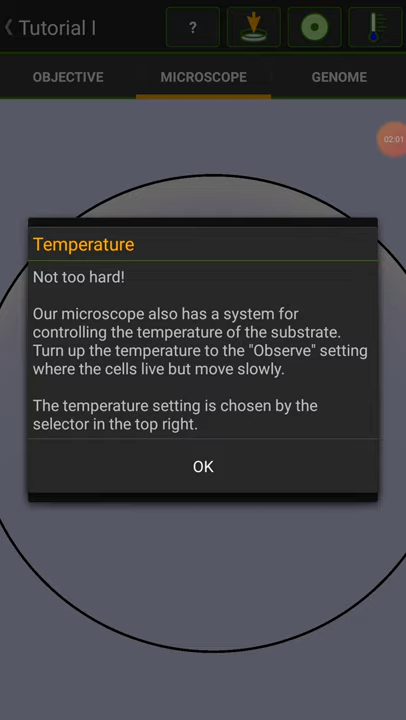 Tutorial I
?
OBJECTIVE
MICROSCOPE
GENOME
02:01
Temperature
Not too hard!
Our microscope also has a system for
controlling the temperature of the substrate.
Turn up the temperature to the "Observe" setting
where the cells live but move slowly.
The temperature setting is chosen by the
selector in the top right.
OK